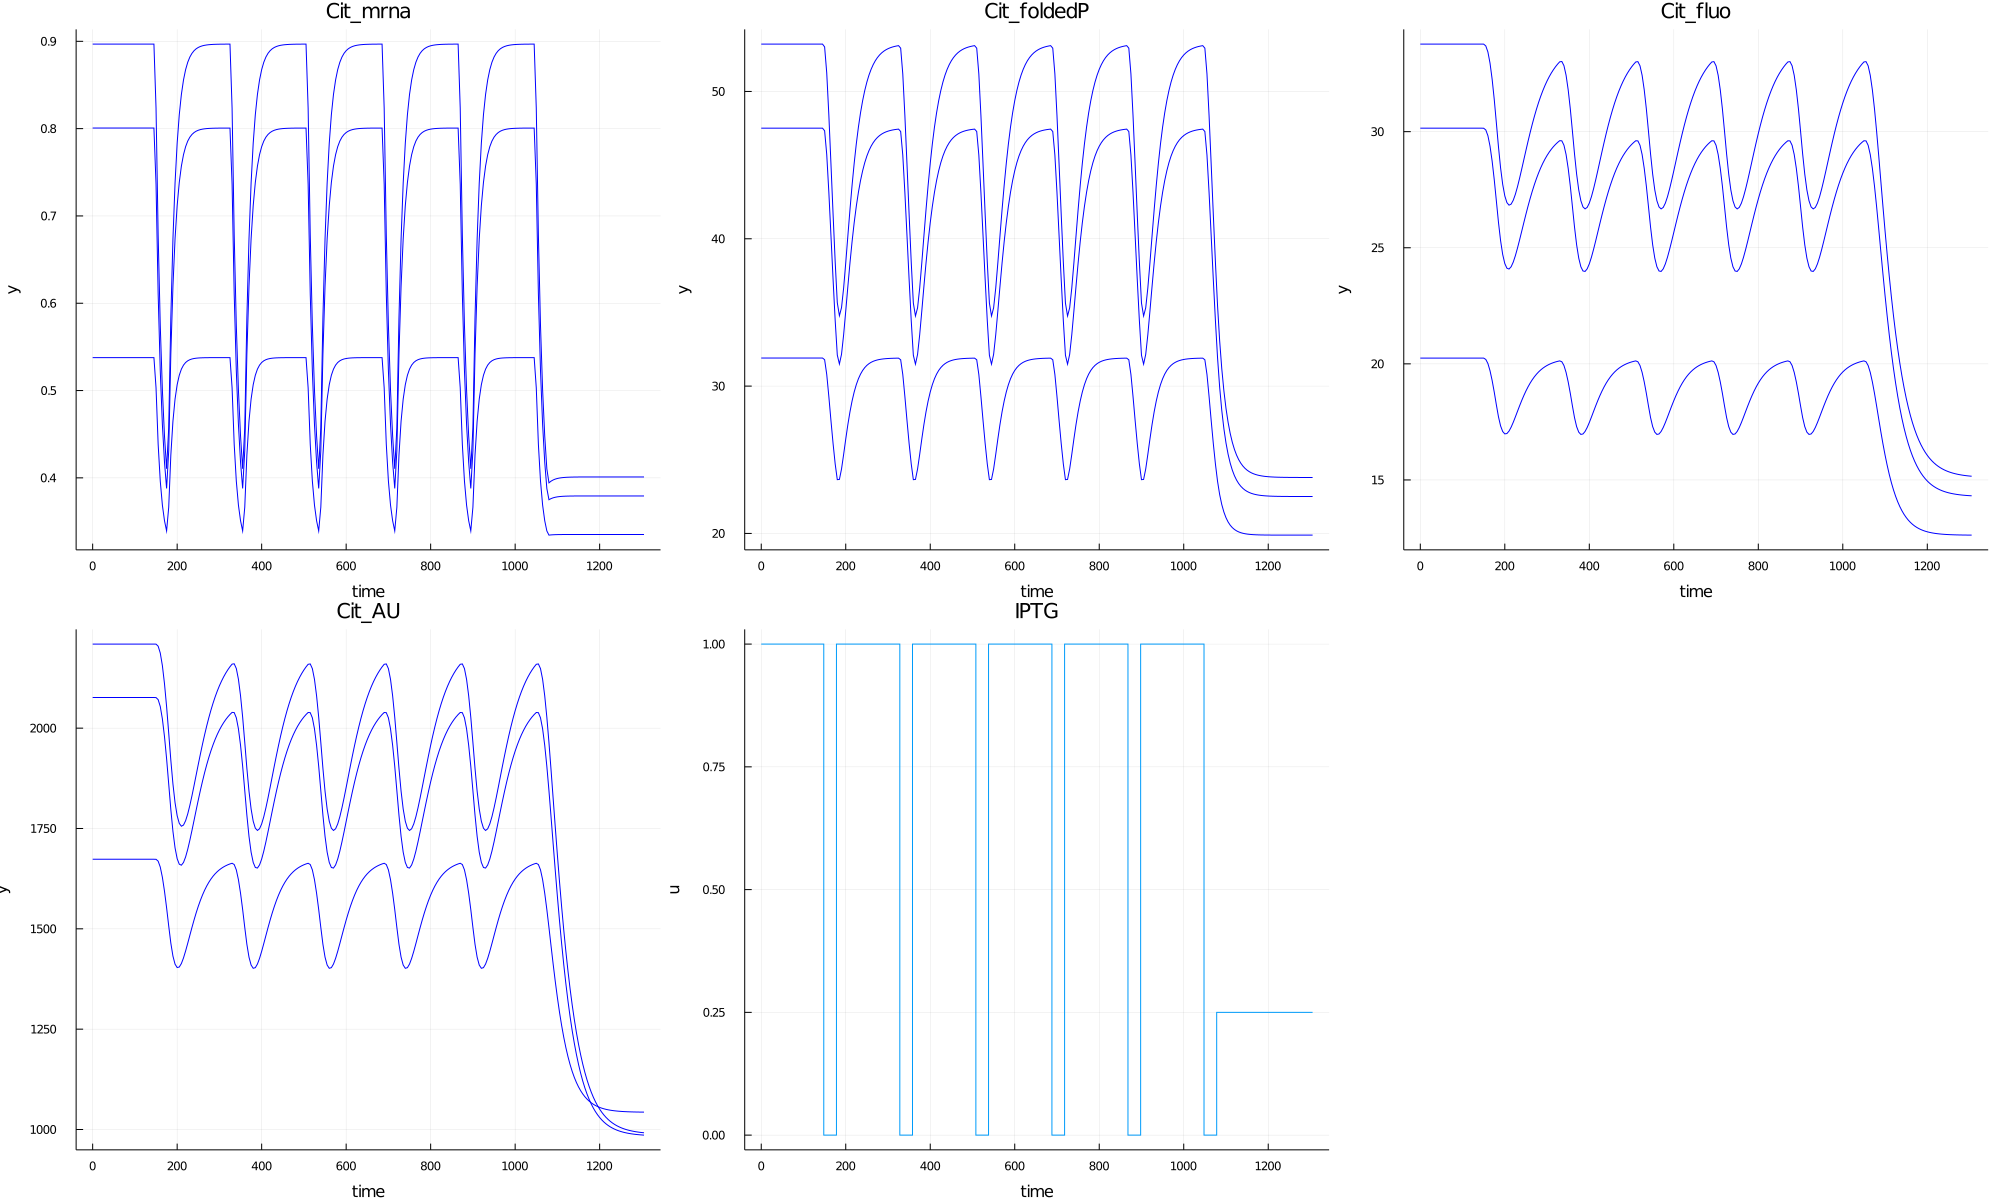 Cit_mrna
0.9
0.8
0.7
0.6
0.5
0.4
y
0 200 400 600 800 1000 1200
time
Cit_foldedP
50
40
30
20
y
0 200 400 600 800 1000 1200
time
Cit_fluo
30
25
20
15
y
0 200 400 600 800 1000 1200
time
Cit_AU
2000
1750
1500
1250
1000
y
0 200 400 600 800 1000 1200
time
IPTG
1.00
0.75
0.50
0.25
0.00
u
0 200 400 600 800 1000 1200
time